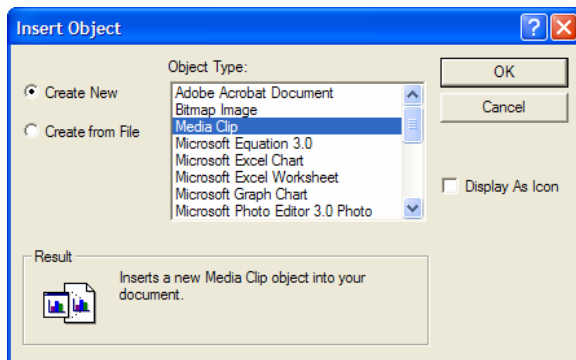 Insert Object
Object Type:
Create New
Create from File
Adobe Acrobat Document
Bitmap Image
Media Clip
Microsoft Equation 3.0
Microsoft Excel Chart
Microsoft Excel Worksheet
Microsoft Graph Chart
Microsoft Photo Editor 3.0 Photo
OK
Cancel
Display As Icon
Result
Inserts a new Media Clip object into your
document.